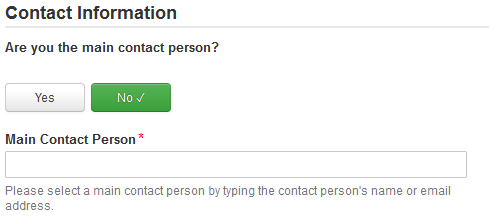 Contact Information
Are you the main contact person?
Yes
No ✓
Main Contact Person *
Please select a main contact person by typing the contact person's name or email
address.